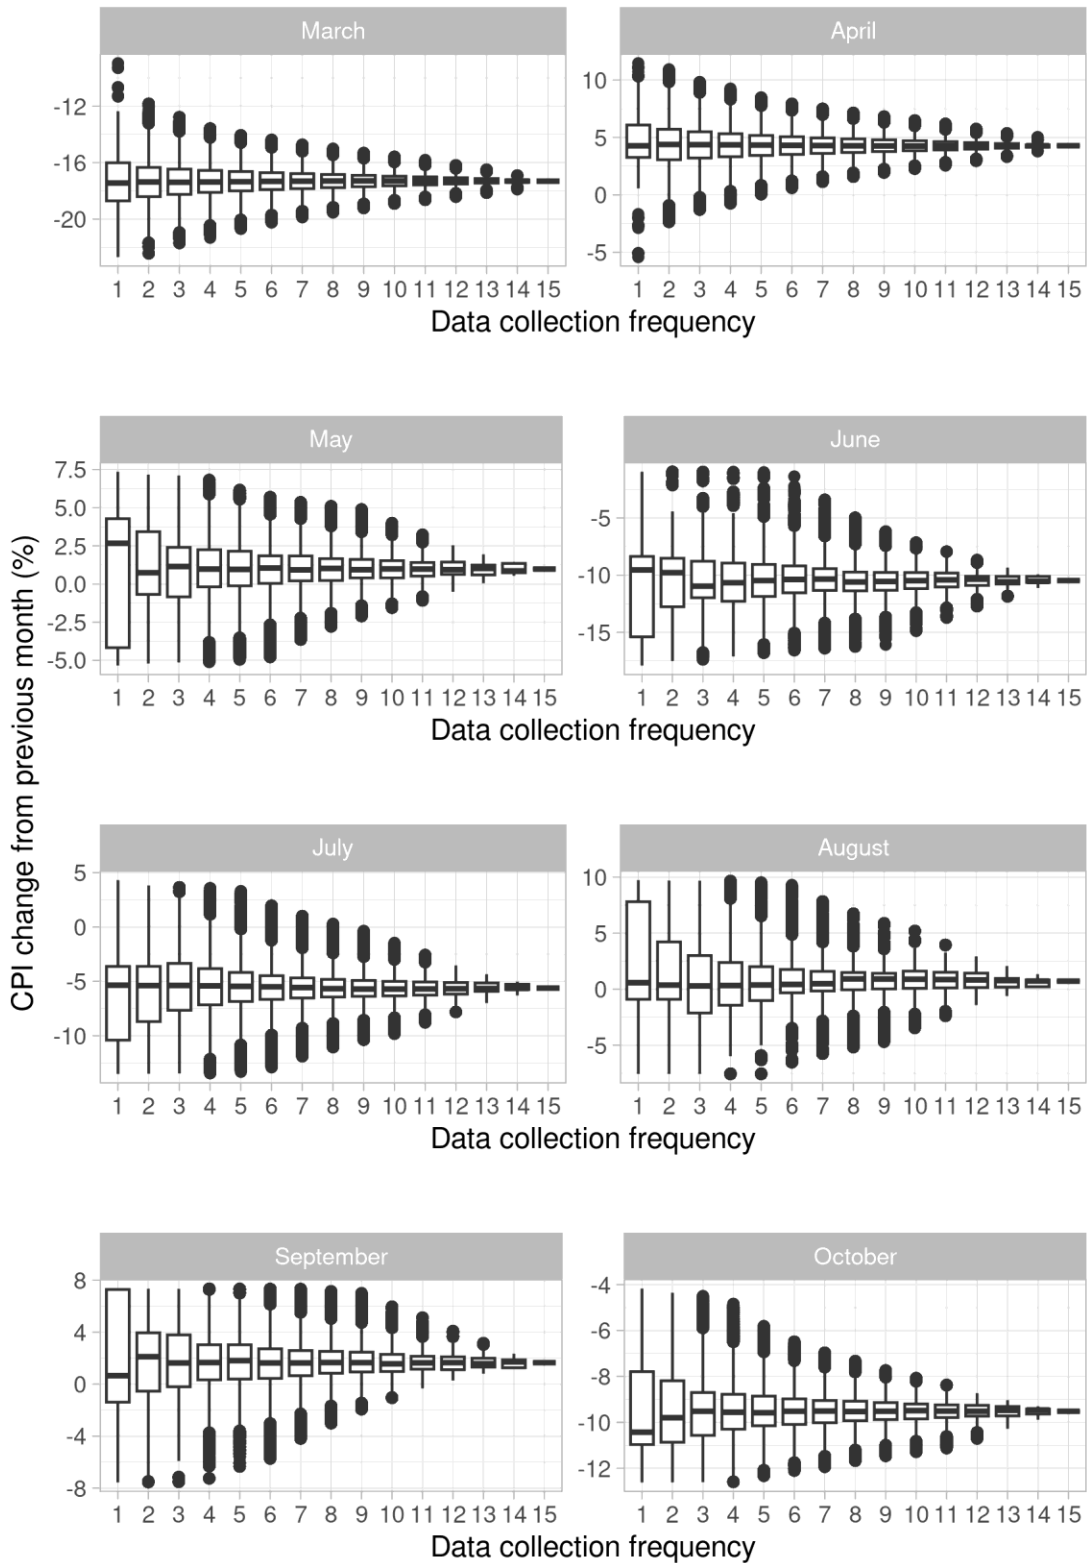 March April
-12
-16
-20
10
5
0
-5
1 2 3 4 5 6 7 8 9 10 11 12 13 14 15
1 2 3 4 5 6 7 8 9 10 11 12 13 14 15
Data collection frequency
CPI change from previous month (%)
May June
7.5
5.0
2.5
0.0
-2.5
-5.0
-5
-10
-15
1 2 3 4 5 6 7 8 9 10 11 12 13 14 15
1 2 3 4 5 6 7 8 9 10 11 12 13 14 15
Data collection frequency
July August
5
0
-5
-10
10
5
0
-5
1 2 3 4 5 6 7 8 9 10 11 12 13 14 15
1 2 3 4 5 6 7 8 9 10 11 12 13 14 15
Data collection frequency
September October
8
4
0
-4
-8
-4
-6
-8
-10
-12
1 2 3 4 5 6 7 8 9 10 11 12 13 14 15
1 2 3 4 5 6 7 8 9 10 11 12 13 14 15
Data collection frequency